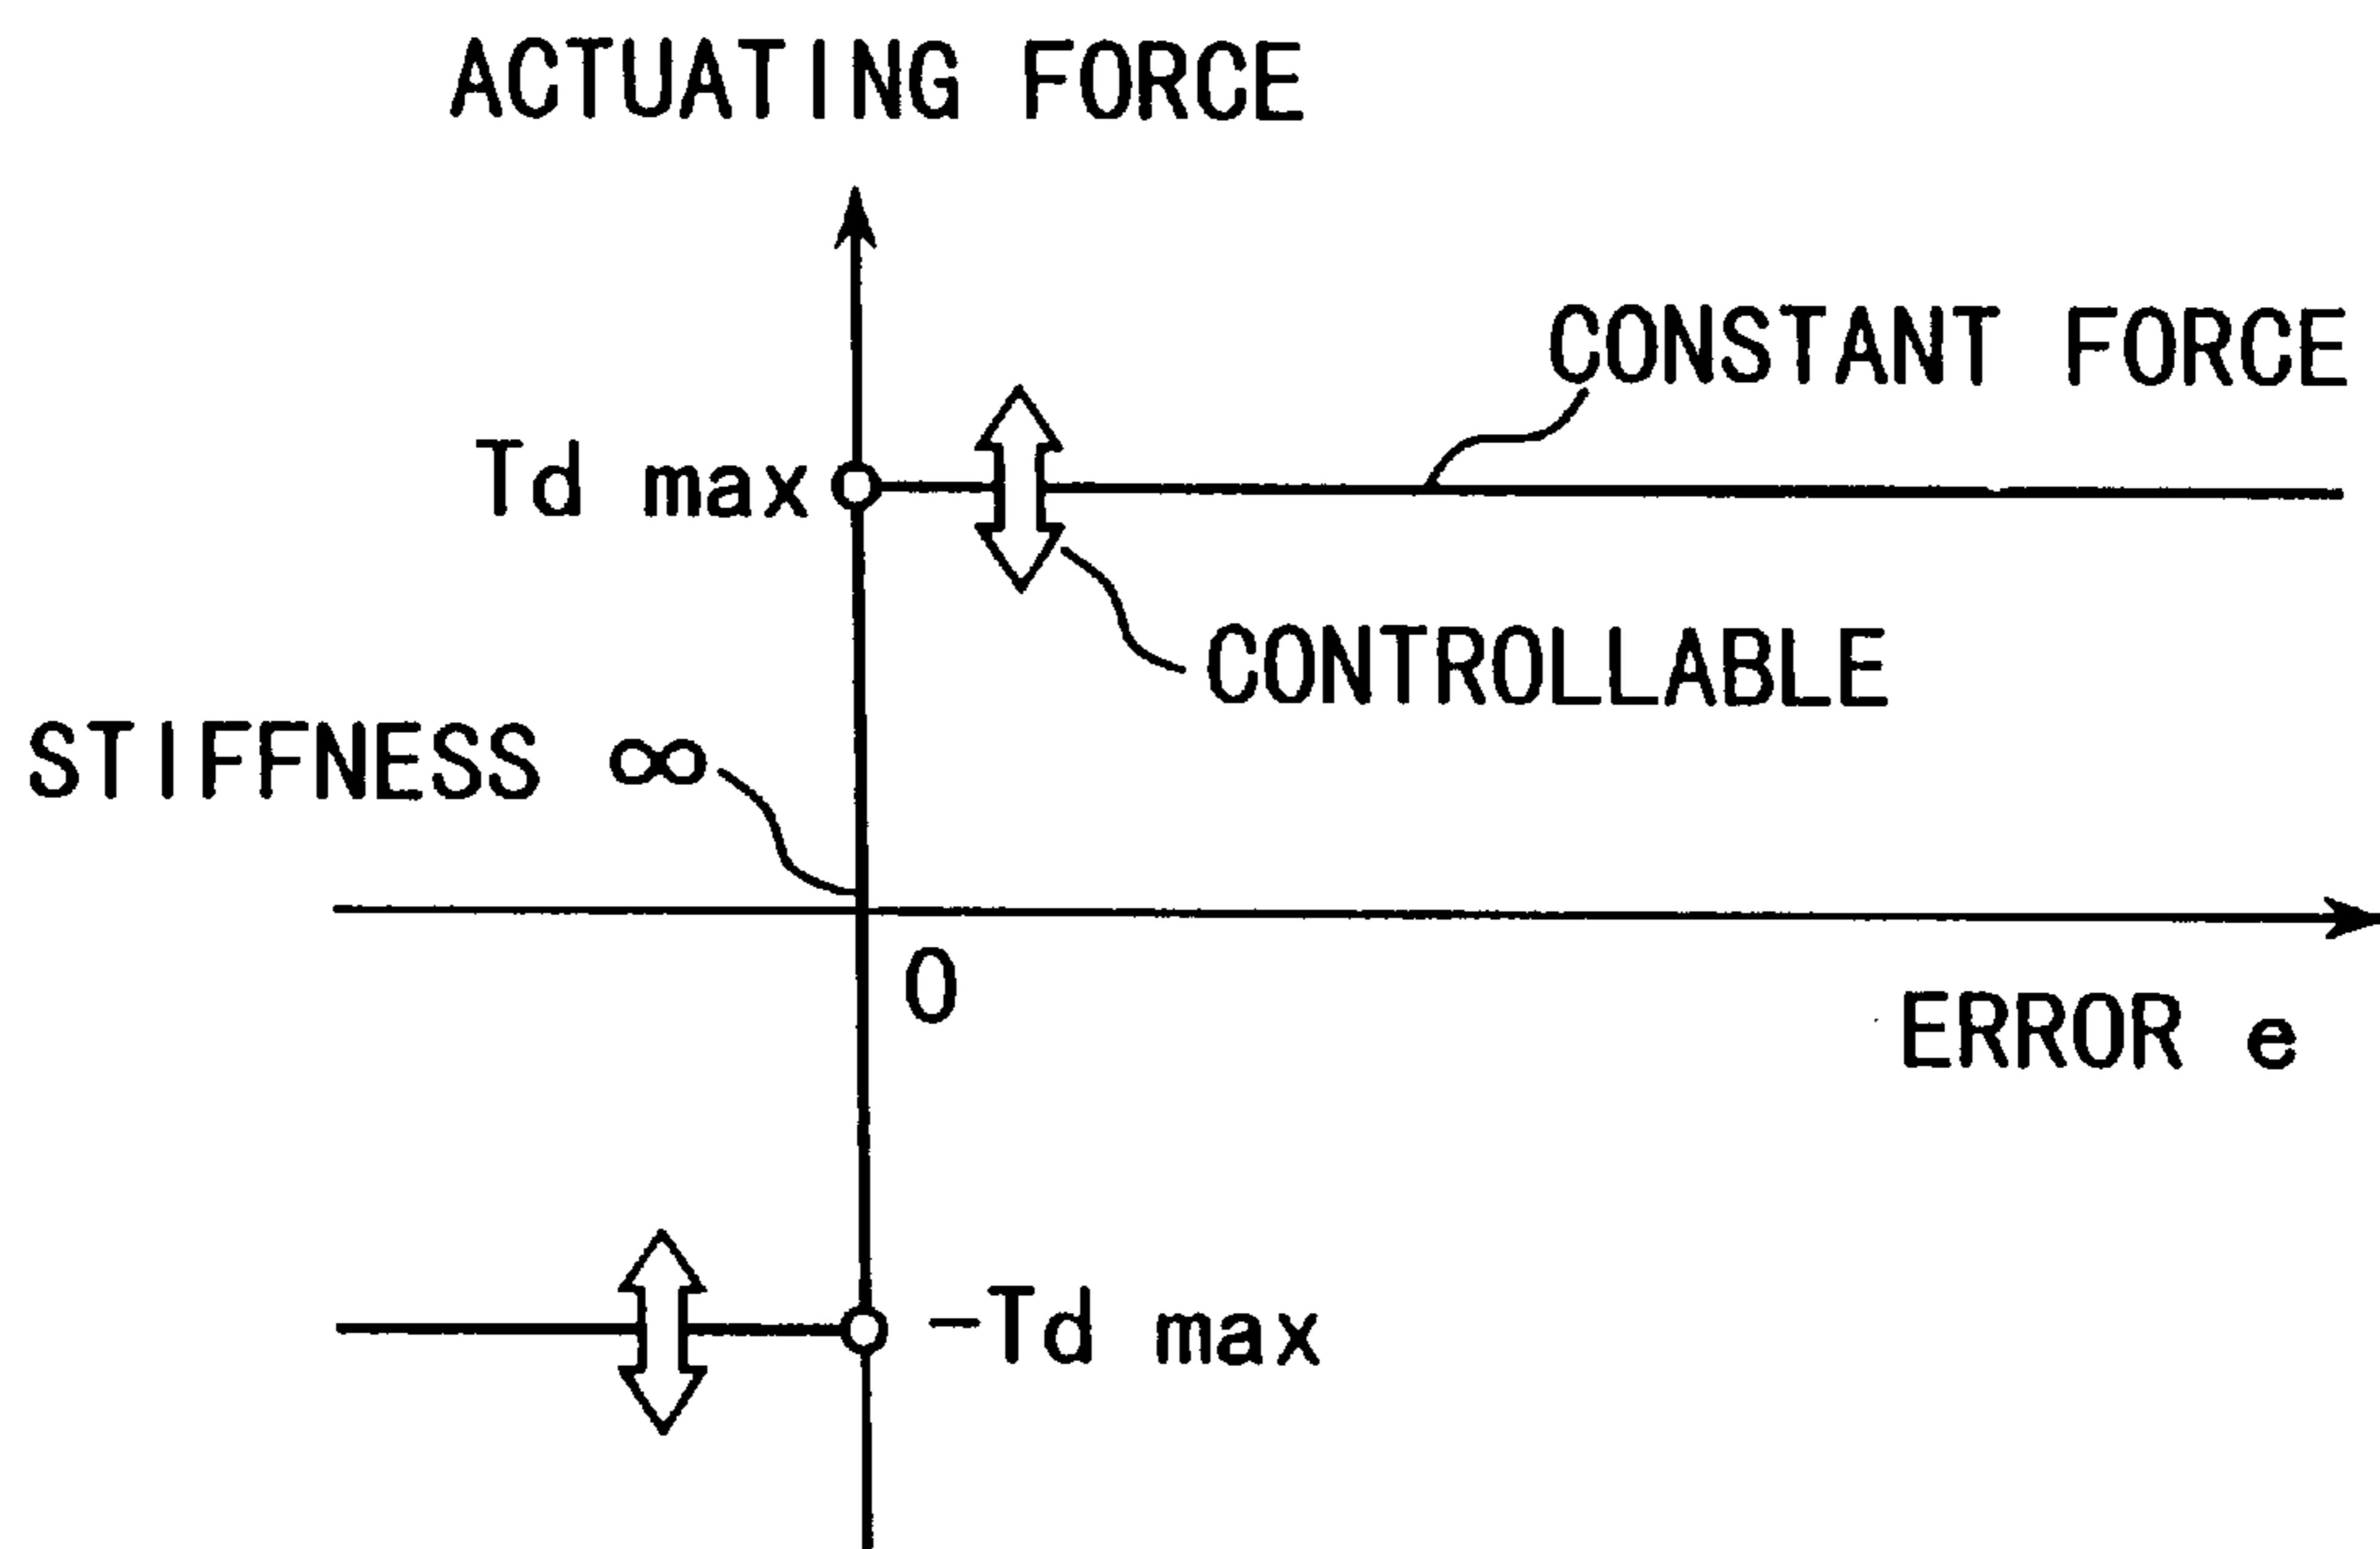 ACTUATING FORCE
CONSTANT FORCE
Td max
CONTROLLABLE
STIFFNESS ∞
0
ERROR e
-Td max